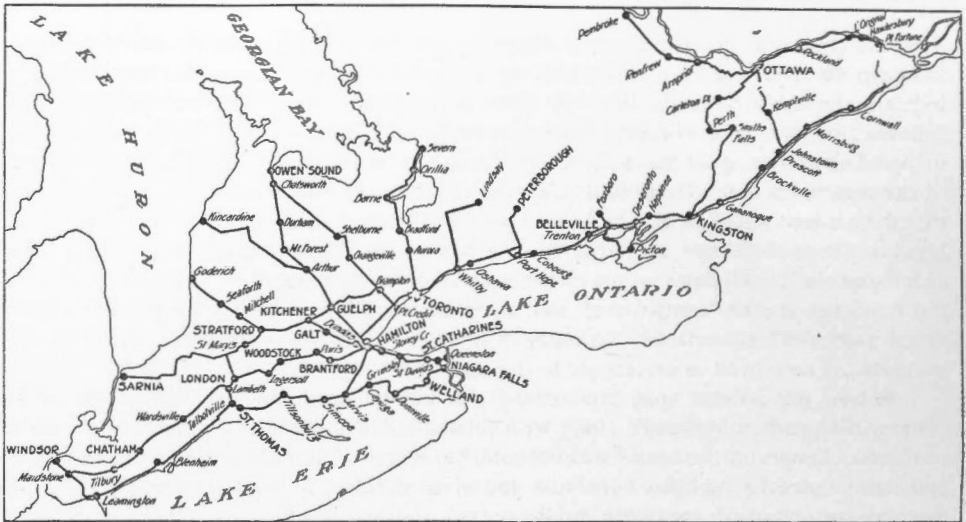 LAKE HURON
GEORGIAN BAY
Pembroke
Renfrew
Arnprior
Carleton Pl.
Perth
Smiths Falls
OTTAWA
Rockland
L'Orignal
Hawkesbury
Pt Fortune
Kemptville
Cornwall
Morrisb'g
Johnstown
Prescott
Brockville
Gananoque
KINGSTON
Napanee
Deseronto
Picton
BELLEVILLE
Trenton
PETERBOROUGH
Lindsay
Cobourg
Port Hope
Oshawa
Whitby
Severn
Orillia
Barrie
Bradford
Aurora
OWEN SOUND
Chatsworth
Durham
Mt. Forest
Arthur
Shelburne
Orangeville
Kincardine
Goderich
Seaforth
Mitchell
STRATFORD
St Marys
KITCHENER
GUELPH
Brampton
TORONTO
Pt Credit
LAKE ONTARIO
GALT
Dundas
HAMILTON
Stoney Cr
Grimsby
ST. CATHARINES
St Davids
Queenston
NIAGARA FALLS
WELLAND
WOODSTOCK
Paris
BRANTFORD
Ingersoll
LONDON
Lambeth
SARNIA
Wardsville
Talbotville
ST. THOMAS
Tillsonb'g
Simcoe
Jarvis
Cayuga
WINDSOR
Maidstone
CHATHAM
Tilbury
Leamington
Blenheim
LAKE ERIE